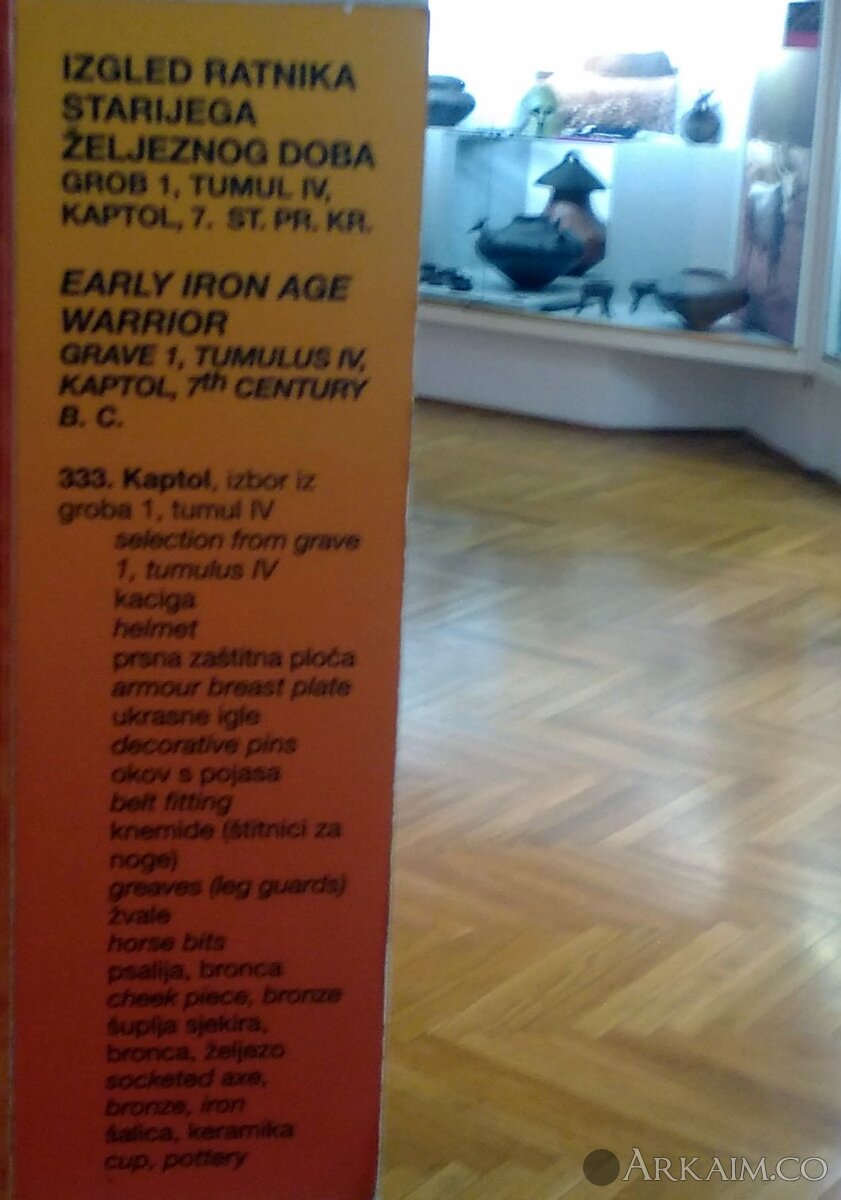 IZGLED RATNIKA
STARIJEGA
ŽELJEZNOG DOBA
GROB 1, TUMUL IV,
KAPTOL, 7. ST. PR. KR.
EARLY IRON AGE
WARRIOR
GRAVE 1, TUMULUS IV,
KAPTOL, 7th CENTURY
B. C.
333. Kaptol, izbor iz
groba 1, tumul IV
selection from grave
1, tumulus IV
kaciga
helmet
prsna zaštitna ploča
armour breast plate
ukrasne igle
decorative pins
okov s pojasa
belt fitting
knemide (štitnici za
noge)
greaves (leg guards)
žvale
horse bits
psalija, bronca
cheek piece, bronze
šuplja sjekira,
bronca, željezo
socketed axe,
bronze, iron
šalica, keramika
cup, pottery
ARKAIM.CO